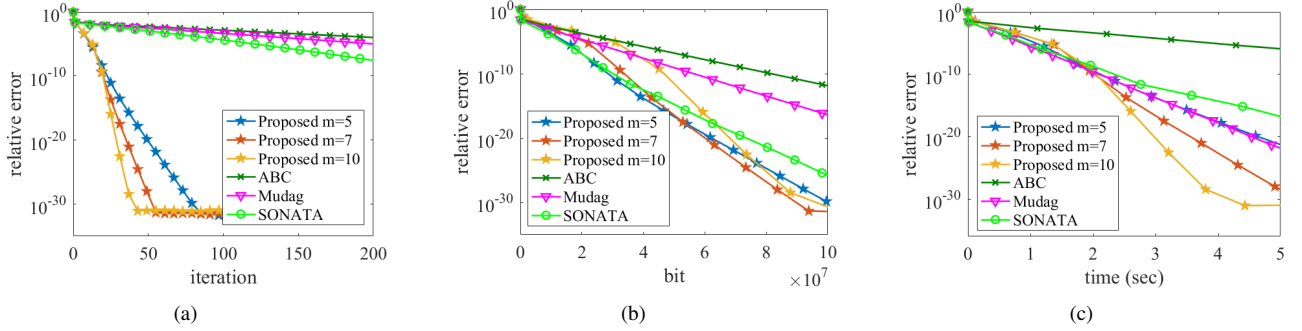 relative error
10^0
10^-10
10^-20
10^-30
0
50
100
150
200
iteration
Proposed m=5
Proposed m=7
Proposed m=10
ABC
Mudag
SONATA
(a)
relative error
10^0
10^-10
10^-20
10^-30
0
2
4
6
8
10
bit
×10^7
Proposed m=5
Proposed m=7
Proposed m=10
ABC
Mudag
SONATA
(b)
relative error
10^0
10^-10
10^-20
10^-30
0
1
2
3
4
5
time (sec)
Proposed m=5
Proposed m=7
Proposed m=10
ABC
Mudag
SONATA
(c)